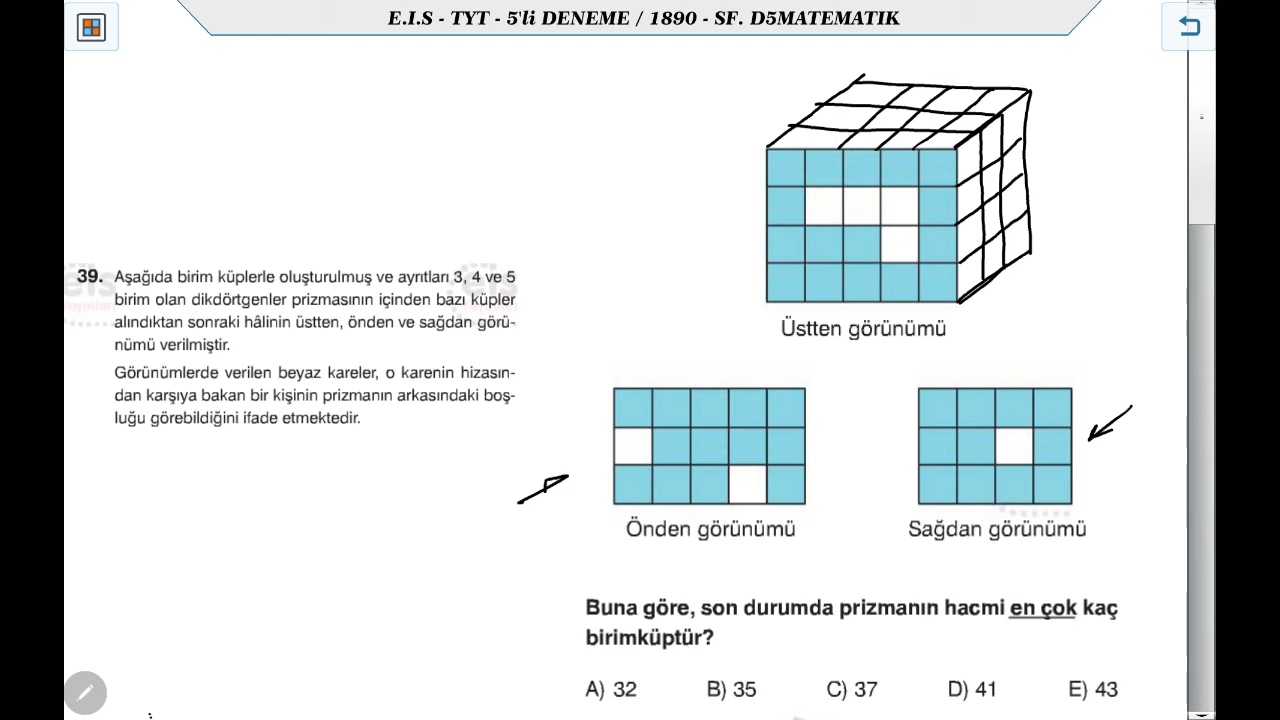 E.I.S - TYT - 5'li DENEME / 1890 - SF. D5MATEMATIK
39. Aşağıda birim küplerle oluşturulmuş ve ayrıtları 3, 4 ve 5
birim olan dikdörtgenler prizmasının içinden bazı küpler
alındıktan sonraki hâlinin üstten, önden ve sağdan görü-
nümü verilmiştir.
Görünümlerde verilen beyaz kareler, o karenin hizasın-
dan karşıya bakan bir kişinin prizmanın arkasındaki boş-
luğu görebildiğini ifade etmektedir.
Üstten görünümü
Önden görünümü
Sağdan görünümü
Buna göre, son durumda prizmanın hacmi en çok kaç
birimküptür?
A) 32
B) 35
C) 37
D) 41
E) 43